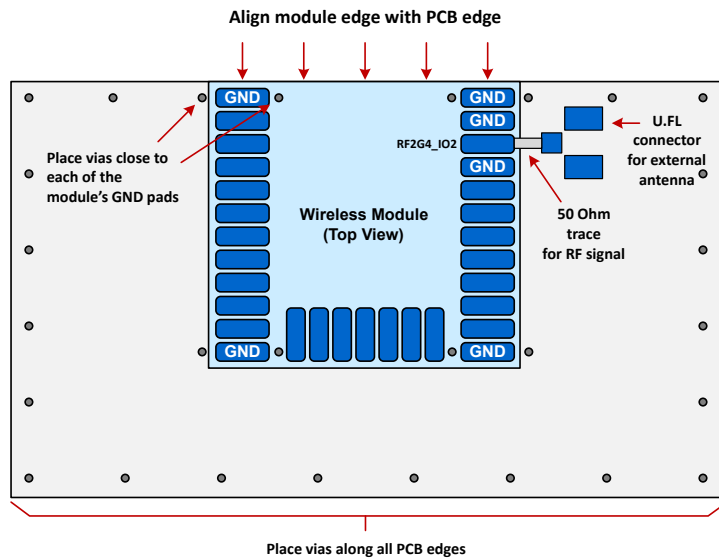 Align module edge with PCB edge
GND
GND
GND
RF2G4_IO2
GND
U.FL
connector
for external
antenna
Place vias close to
each of the
module's GND pads
50 Ohm
trace
for RF signal
Wireless Module
(Top View)
GND
GND
Place vias along all PCB edges